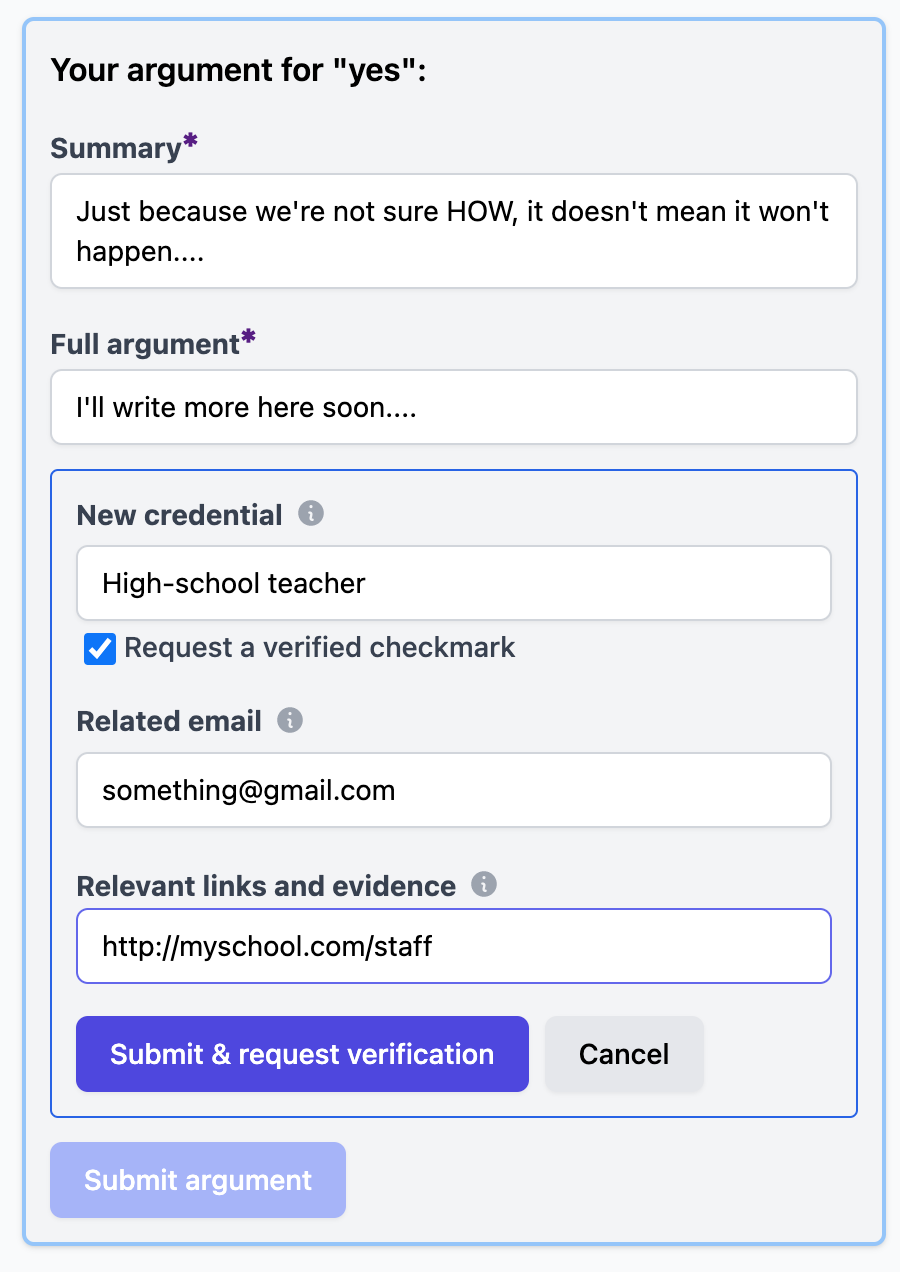 Your argument for "yes":
Summary*
Just because we're not sure HOW, it doesn't mean it won't
happen....
Full argument*
I'll write more here soon....
New credential
High-school teacher
Request a verified checkmark
Related email
something@gmail.com
Relevant links and evidence
http://myschool.com/staff
Submit & request verification Cancel
Submit argument